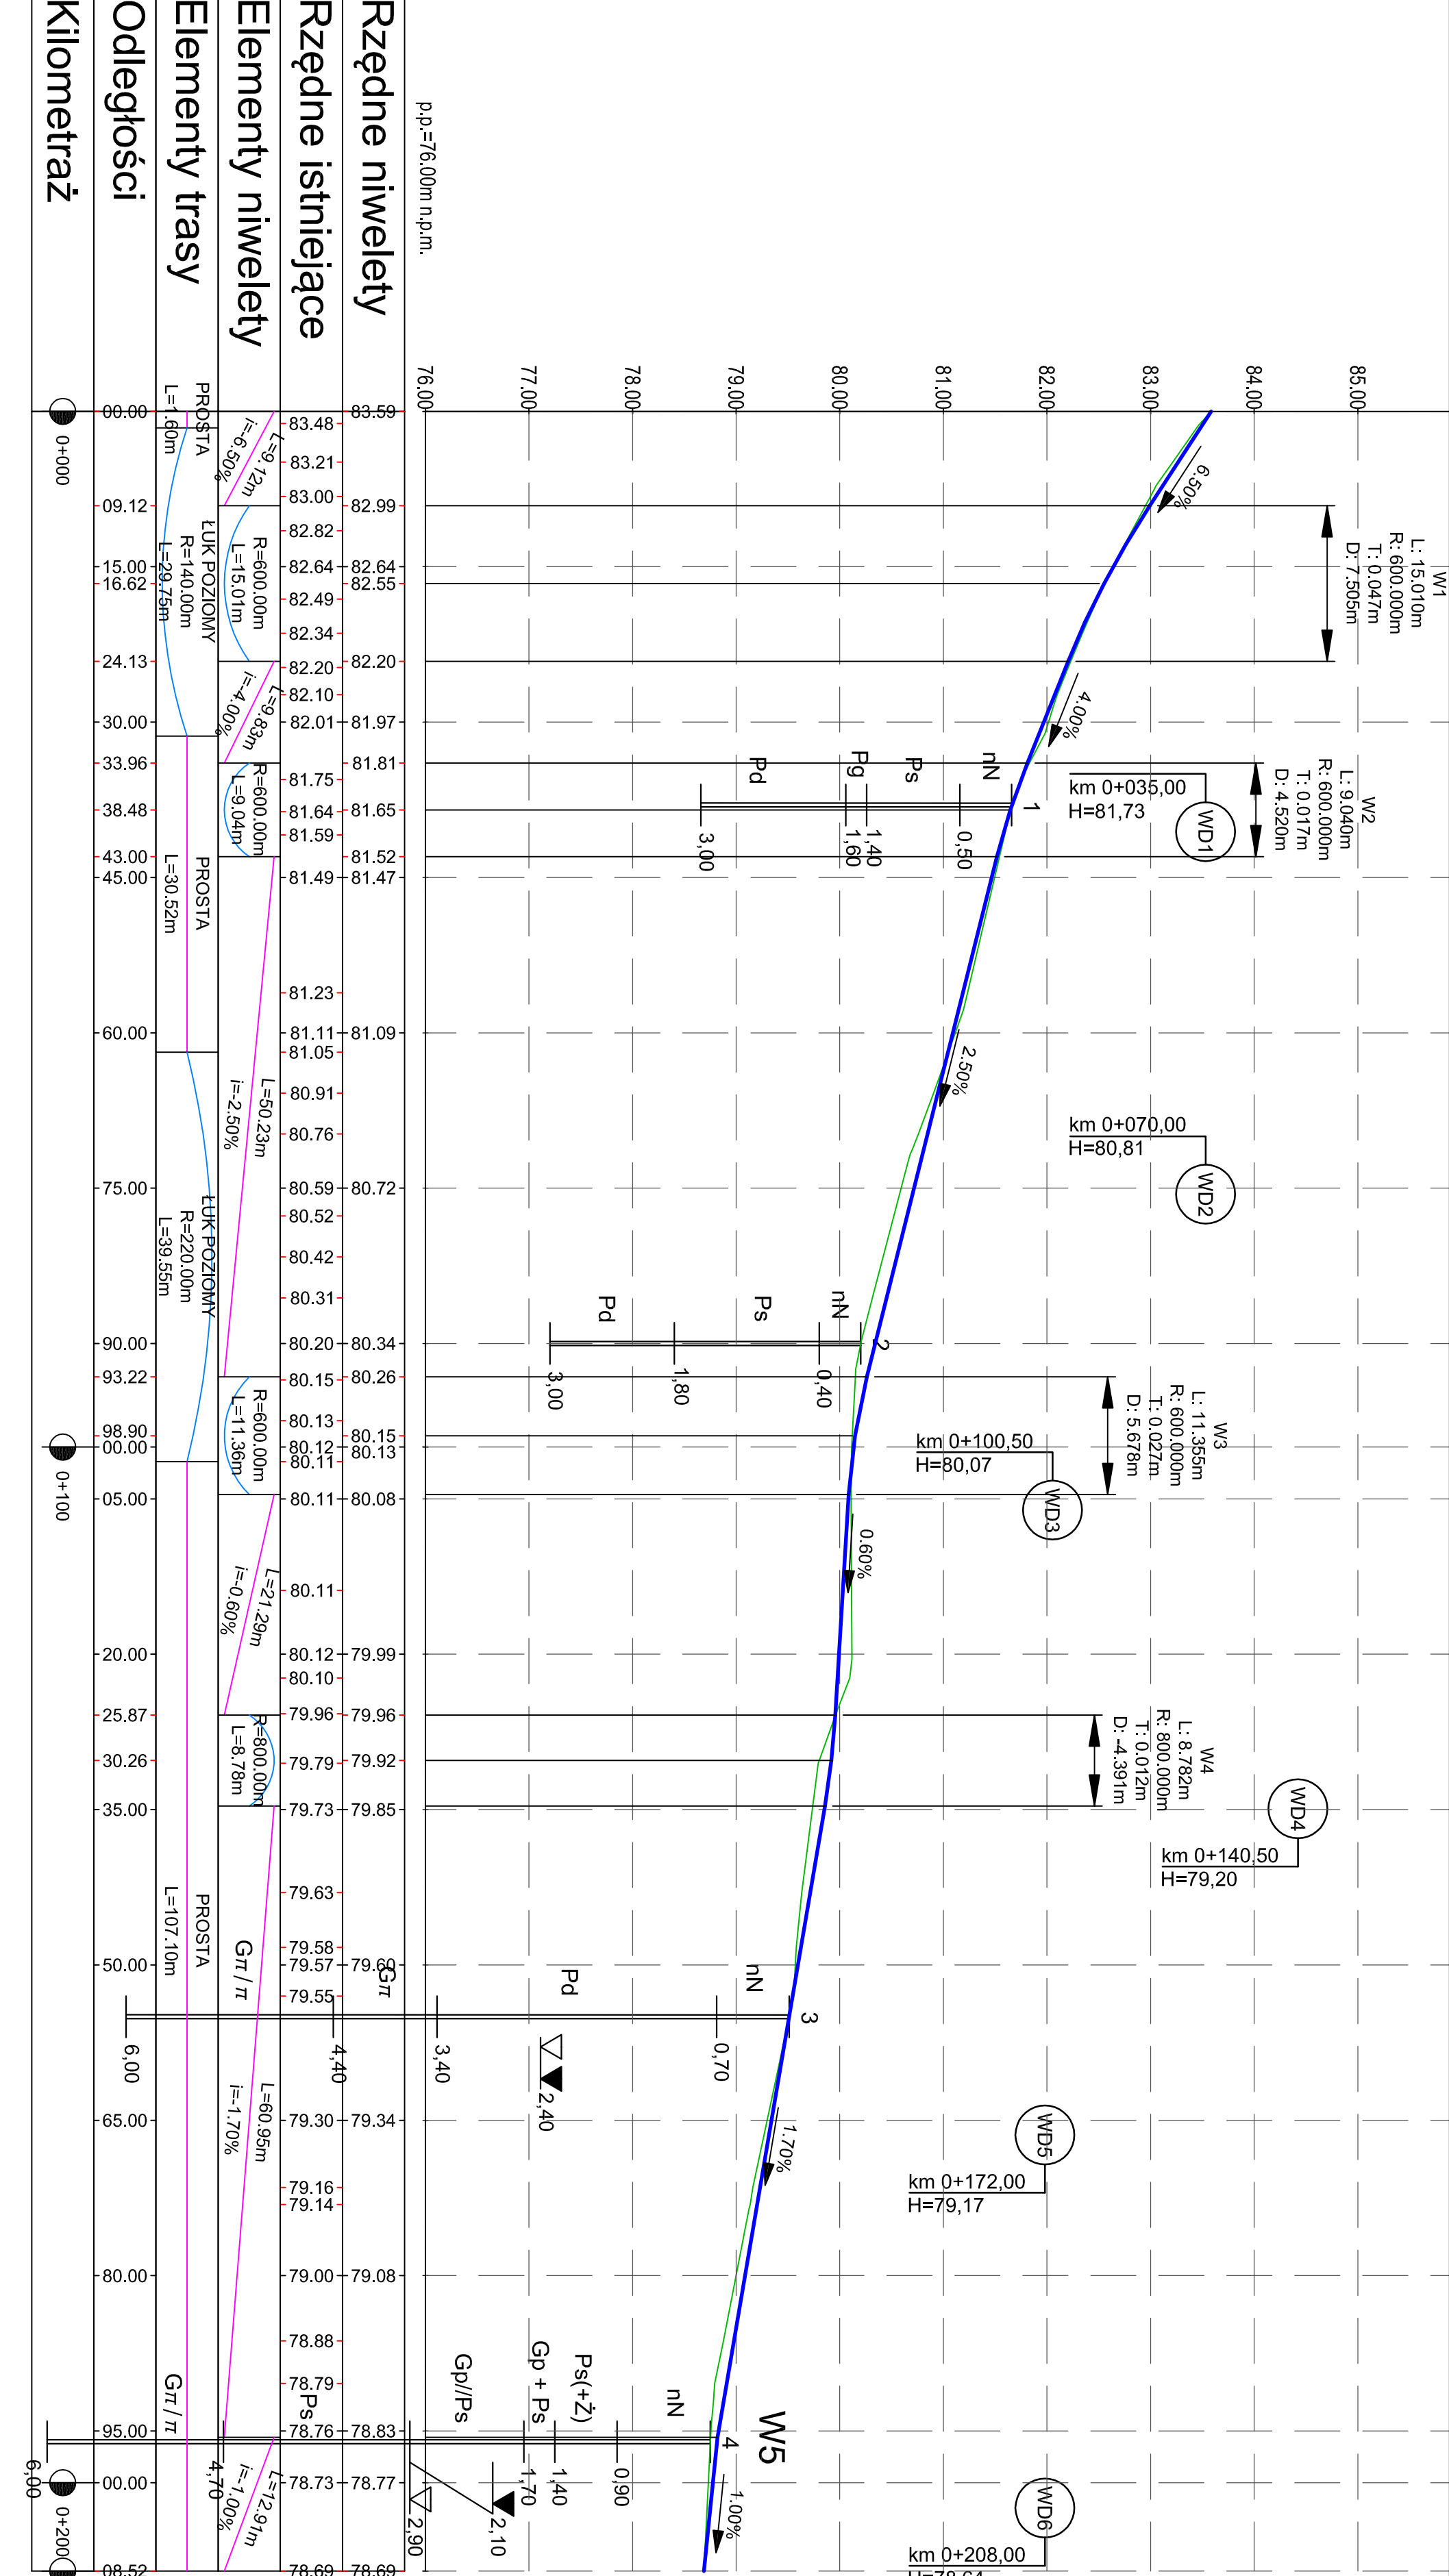 W1
L: 15.010m
R: 600.000m
T: 0.047m
D: 7.505m
W2
L: 9.040m
R: 600.000m
T: 0.017m
D: 4.520m
W3
L: 11.355m
R: 600.000m
T: 0.027m
D: 5.678m
W4
L: 8.782m
R: 800.000m
T: 0.012m
D: -4.391m
WD1
km 0+035,00
H=81,73
WD2
km 0+070,00
H=80,81
WD3
km 0+100,50
H=80,07
WD4
km 0+140,50
H=79,20
WD5
km 0+172,00
H=79,17
WD6
km 0+208,00
85.00
84.00
83.00
82.00
81.00
80.00
79.00
78.00
77.00
76.00
6.50%
4.00%
2.50%
0.60%
1.70%
1.00%
W5
1
nN
0,50
Ps
1,40
Pg
1,60
Pd
3,00
2
nN
0,40
Ps
1,80
Pd
3,00
3
nN
0,70
Pd
2,40
3,40
Gπ
4,40
Gπ / π
6,00
4
nN
0,90
Ps(+Ż)
1,40
Gp + Ps
1,70
Gp//Ps
2,10
2,90
Ps
4,70
Gπ / π
6,00
p.p.=76.00m n.p.m.
Rzędne niwelety
83.59 82.99 82.64 82.55 82.20 81.97 81.81 81.65 81.52 81.47 81.09 80.72 80.34 80.26 80.15 80.13 80.08 79.99 79.96 79.92 79.85 79.60 79.34 79.08 78.83 78.77 78.69
Rzędne istniejące
83.48 83.21 83.00 82.82 82.64 82.49 82.34 82.20 82.10 82.01 81.75 81.64 81.59 81.49 81.23 81.11 81.05 80.91 80.76 80.59 80.52 80.42 80.31 80.20 80.15 80.13 80.12 80.11 80.11 80.11 80.12 80.10 79.96 79.79 79.73 79.63 79.58 79.57 79.55 79.30 79.16 79.14 79.00 78.88 78.79 78.76 78.73 78.69
Elementy niwelety
L=9.12m
i=-6.50%
R=600.00m
L=15.01m
L=9.83m
i=-4.00%
R=600.00m
L=9.04m
L=50.23m
i=-2.50%
R=600.00m
L=11.36m
L=21.29m
i=-0.60%
R=800.00m
L=8.78m
L=60.95m
i=-1.70%
L=12.91m
i=-1.00%
Elementy trasy
PROSTA
L=1.60m
ŁUK POZIOMY
R=140.00m
L=29.75m
PROSTA
L=30.52m
ŁUK POZIOMY
R=220.00m
L=39.55m
PROSTA
L=107.10m
Odległości
00.00 09.12 15.00 16.62 24.13 30.00 33.96 38.48 43.00 45.00 60.00 75.00 90.00 93.22 98.90 00.00 05.00 20.00 25.87 30.26 35.00 50.00 65.00 80.00 95.00 00.00 08.52
Kilometraż
0+000
0+100
0+200